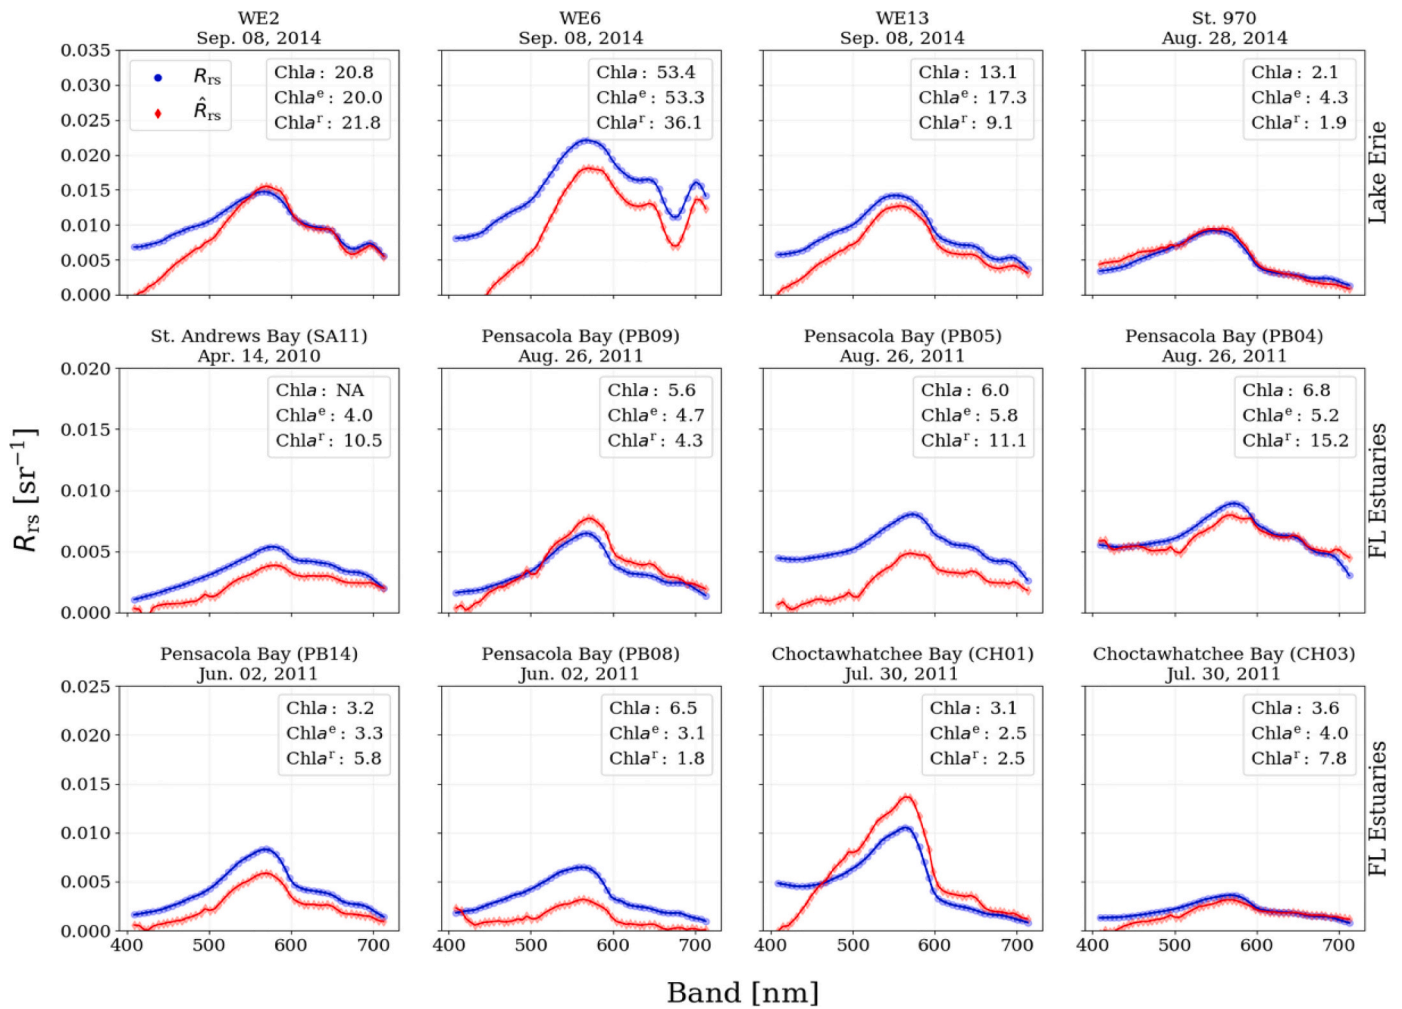 WE2
Sep. 08, 2014
WE6
Sep. 08, 2014
WE13
Sep. 08, 2014
St. 970
Aug. 28, 2014
0.035
0.030
0.025
0.020
0.015
0.010
0.005
0.000
Rrs
R̂rs
Chla: 20.8
Chlaᵉ: 20.0
Chlaʳ: 21.8
Chla: 53.4
Chlaᵉ: 53.3
Chlaʳ: 36.1
Chla: 13.1
Chlaᵉ: 17.3
Chlaʳ: 9.1
Chla: 2.1
Chlaᵉ: 4.3
Chlaʳ: 1.9
Lake Erie
St. Andrews Bay (SA11)
Apr. 14, 2010
Pensacola Bay (PB09)
Aug. 26, 2011
Pensacola Bay (PB05)
Aug. 26, 2011
Pensacola Bay (PB04)
Aug. 26, 2011
Rrs [sr⁻¹]
0.020
0.015
0.010
0.005
0.000
Chla: NA
Chlaᵉ: 4.0
Chlaʳ: 10.5
Chla: 5.6
Chlaᵉ: 4.7
Chlaʳ: 4.3
Chla: 6.0
Chlaᵉ: 5.8
Chlaʳ: 11.1
Chla: 6.8
Chlaᵉ: 5.2
Chlaʳ: 15.2
FL Estuaries
Pensacola Bay (PB14)
Jun. 02, 2011
Pensacola Bay (PB08)
Jun. 02, 2011
Choctawhatchee Bay (CH01)
Jul. 30, 2011
Choctawhatchee Bay (CH03)
Jul. 30, 2011
0.025
0.020
0.015
0.010
0.005
0.000
Chla: 3.2
Chlaᵉ: 3.3
Chlaʳ: 5.8
Chla: 6.5
Chlaᵉ: 3.1
Chlaʳ: 1.8
Chla: 3.1
Chlaᵉ: 2.5
Chlaʳ: 2.5
Chla: 3.6
Chlaᵉ: 4.0
Chlaʳ: 7.8
FL Estuaries
400 500 600 700
400 500 600 700
400 500 600 700
400 500 600 700
Band [nm]